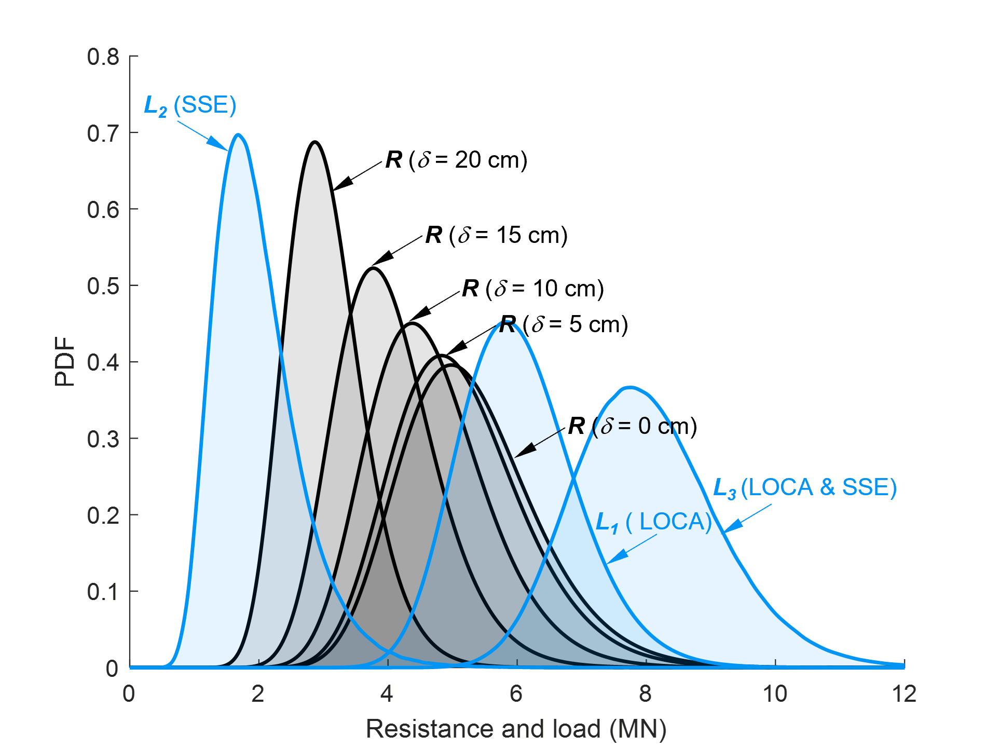 0.8
0.7
0.6
0.5
0.4
0.3
0.2
0.1
0
PDF
L2 (SSE)
R (δ = 20 cm)
R (δ = 15 cm)
R (δ = 10 cm)
R (δ = 5 cm)
R (δ = 0 cm)
L3 (LOCA & SSE)
L1 ( LOCA)
0 2 4 6 8 10 12
Resistance and load (MN)